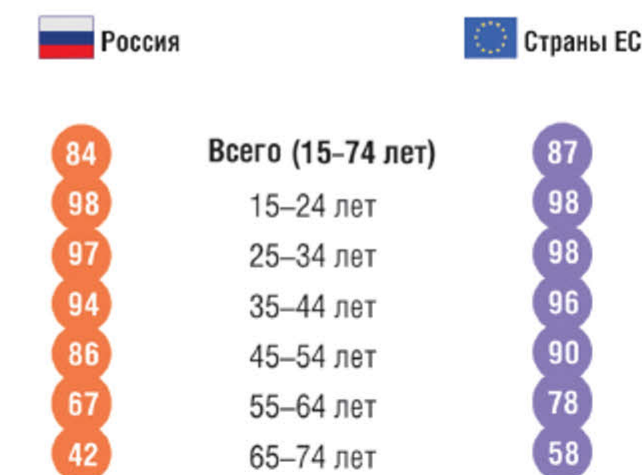 Россия Страны ЕС
84 Всего (15–74 лет) 87
98 15–24 лет 98
97 25–34 лет 98
94 35–44 лет 96
86 45–54 лет 90
67 55–64 лет 78
42 65–74 лет 58